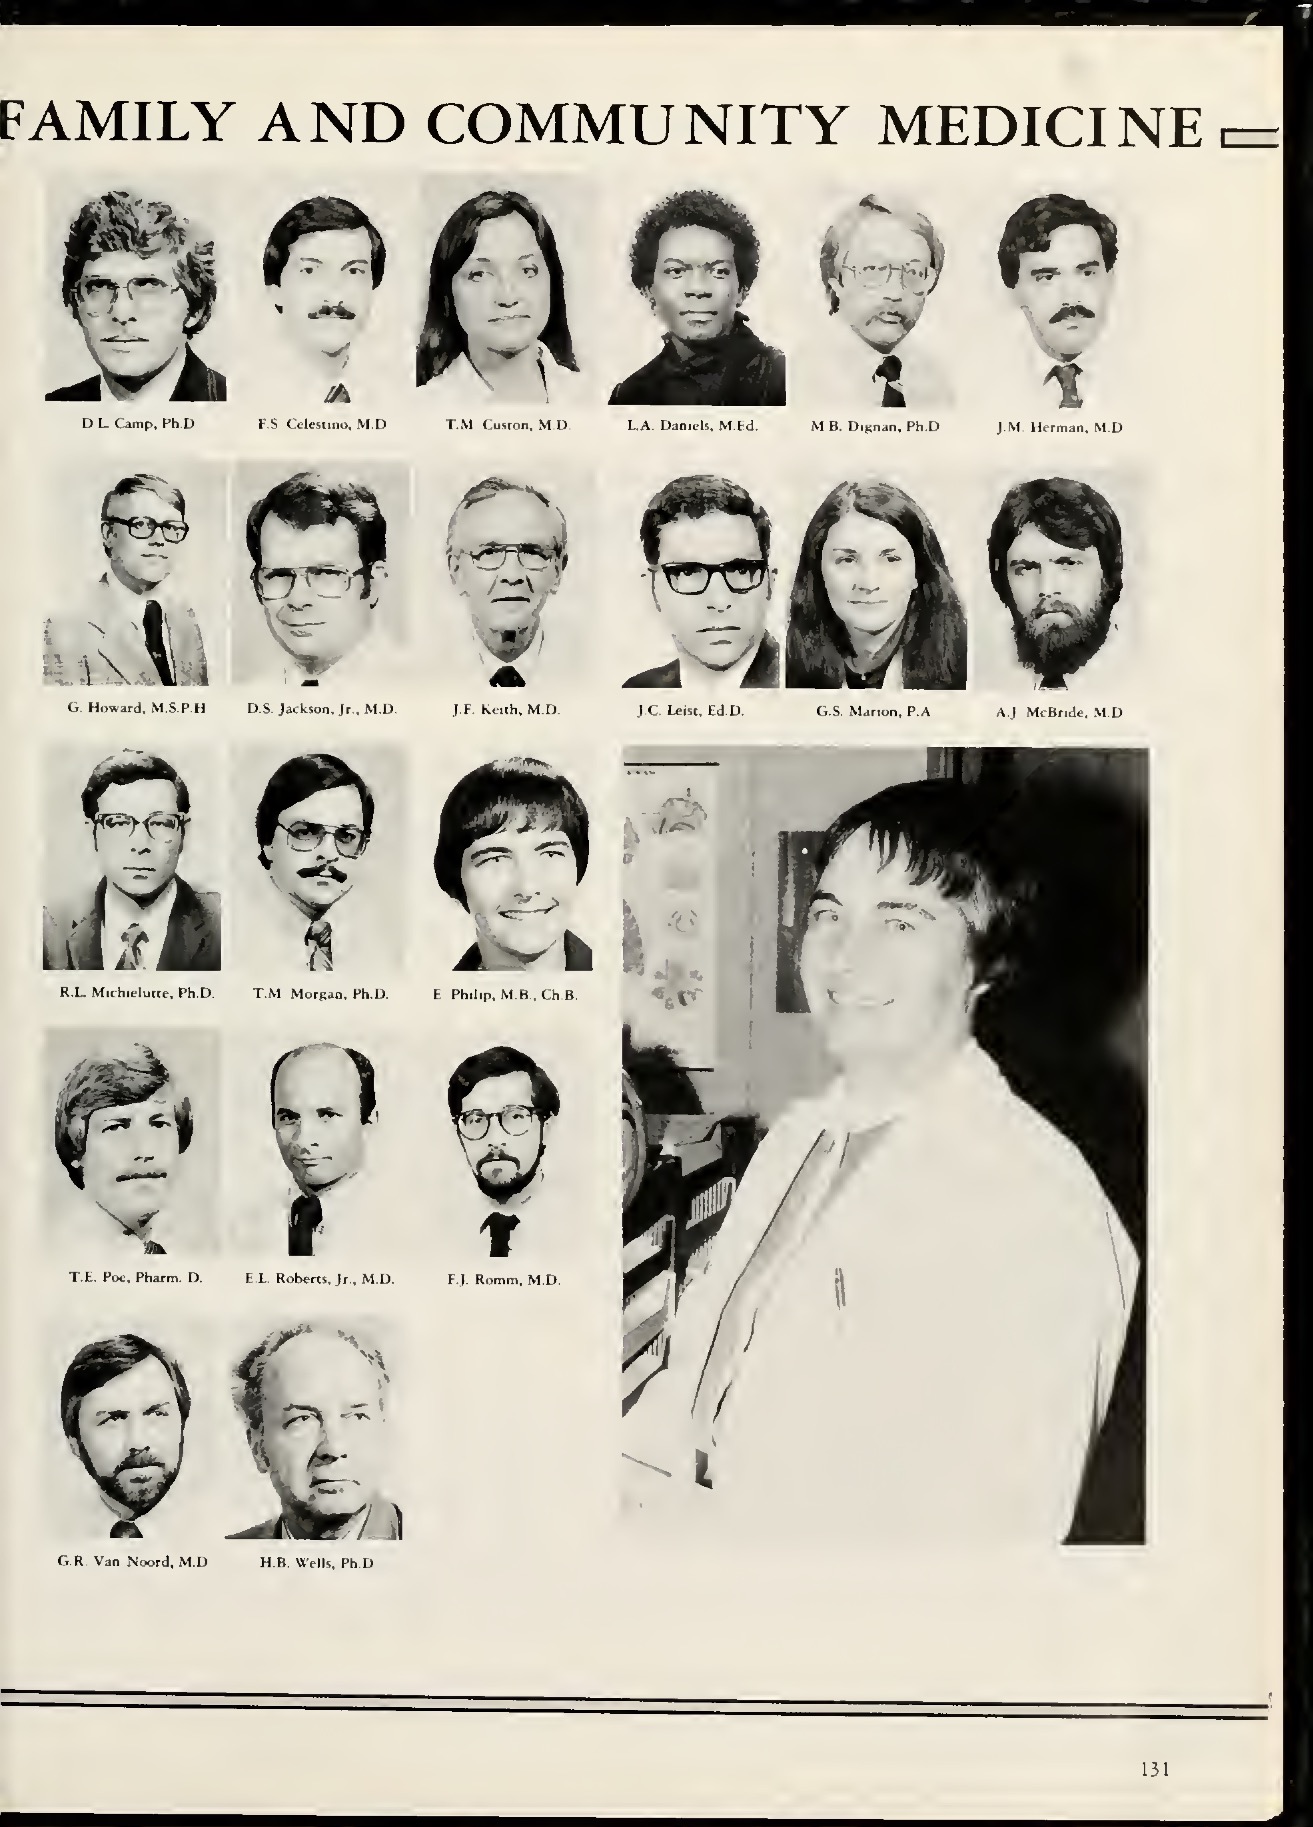 FAMILY AND COMMUNITY MEDICINE
D.L. Camp, Ph.D
F.S. Celestino, M.D
T.M. Custon, M.D.
L.A. Daniels, M.Ed.
M.B. Dignan, Ph.D
J.M. Herman, M.D
G. Howard, M.S.P.H
D.S. Jackson, Jr., M.D.
J.F. Keith, M.D.
J.C. Leist, Ed.D.
G.S. Marion, P.A
A.J. McBride, M.D
R.L. Michielutte, Ph.D.
T.M. Morgan, Ph.D.
E. Philip, M.B., Ch.B.
T.E. Poe, Pharm. D.
E.L. Roberts, Jr., M.D.
F.J. Romm, M.D.
G.R. Van Noord, M.D
H.B. Wells, Ph.D
131